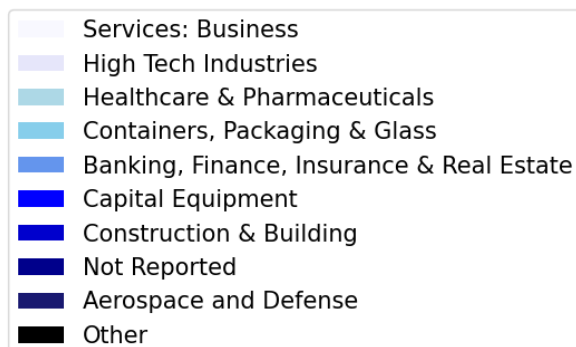 Services: Business
High Tech Industries
Healthcare & Pharmaceuticals
Containers, Packaging & Glass
Banking, Finance, Insurance & Real Estate
Capital Equipment
Construction & Building
Not Reported
Aerospace and Defense
Other